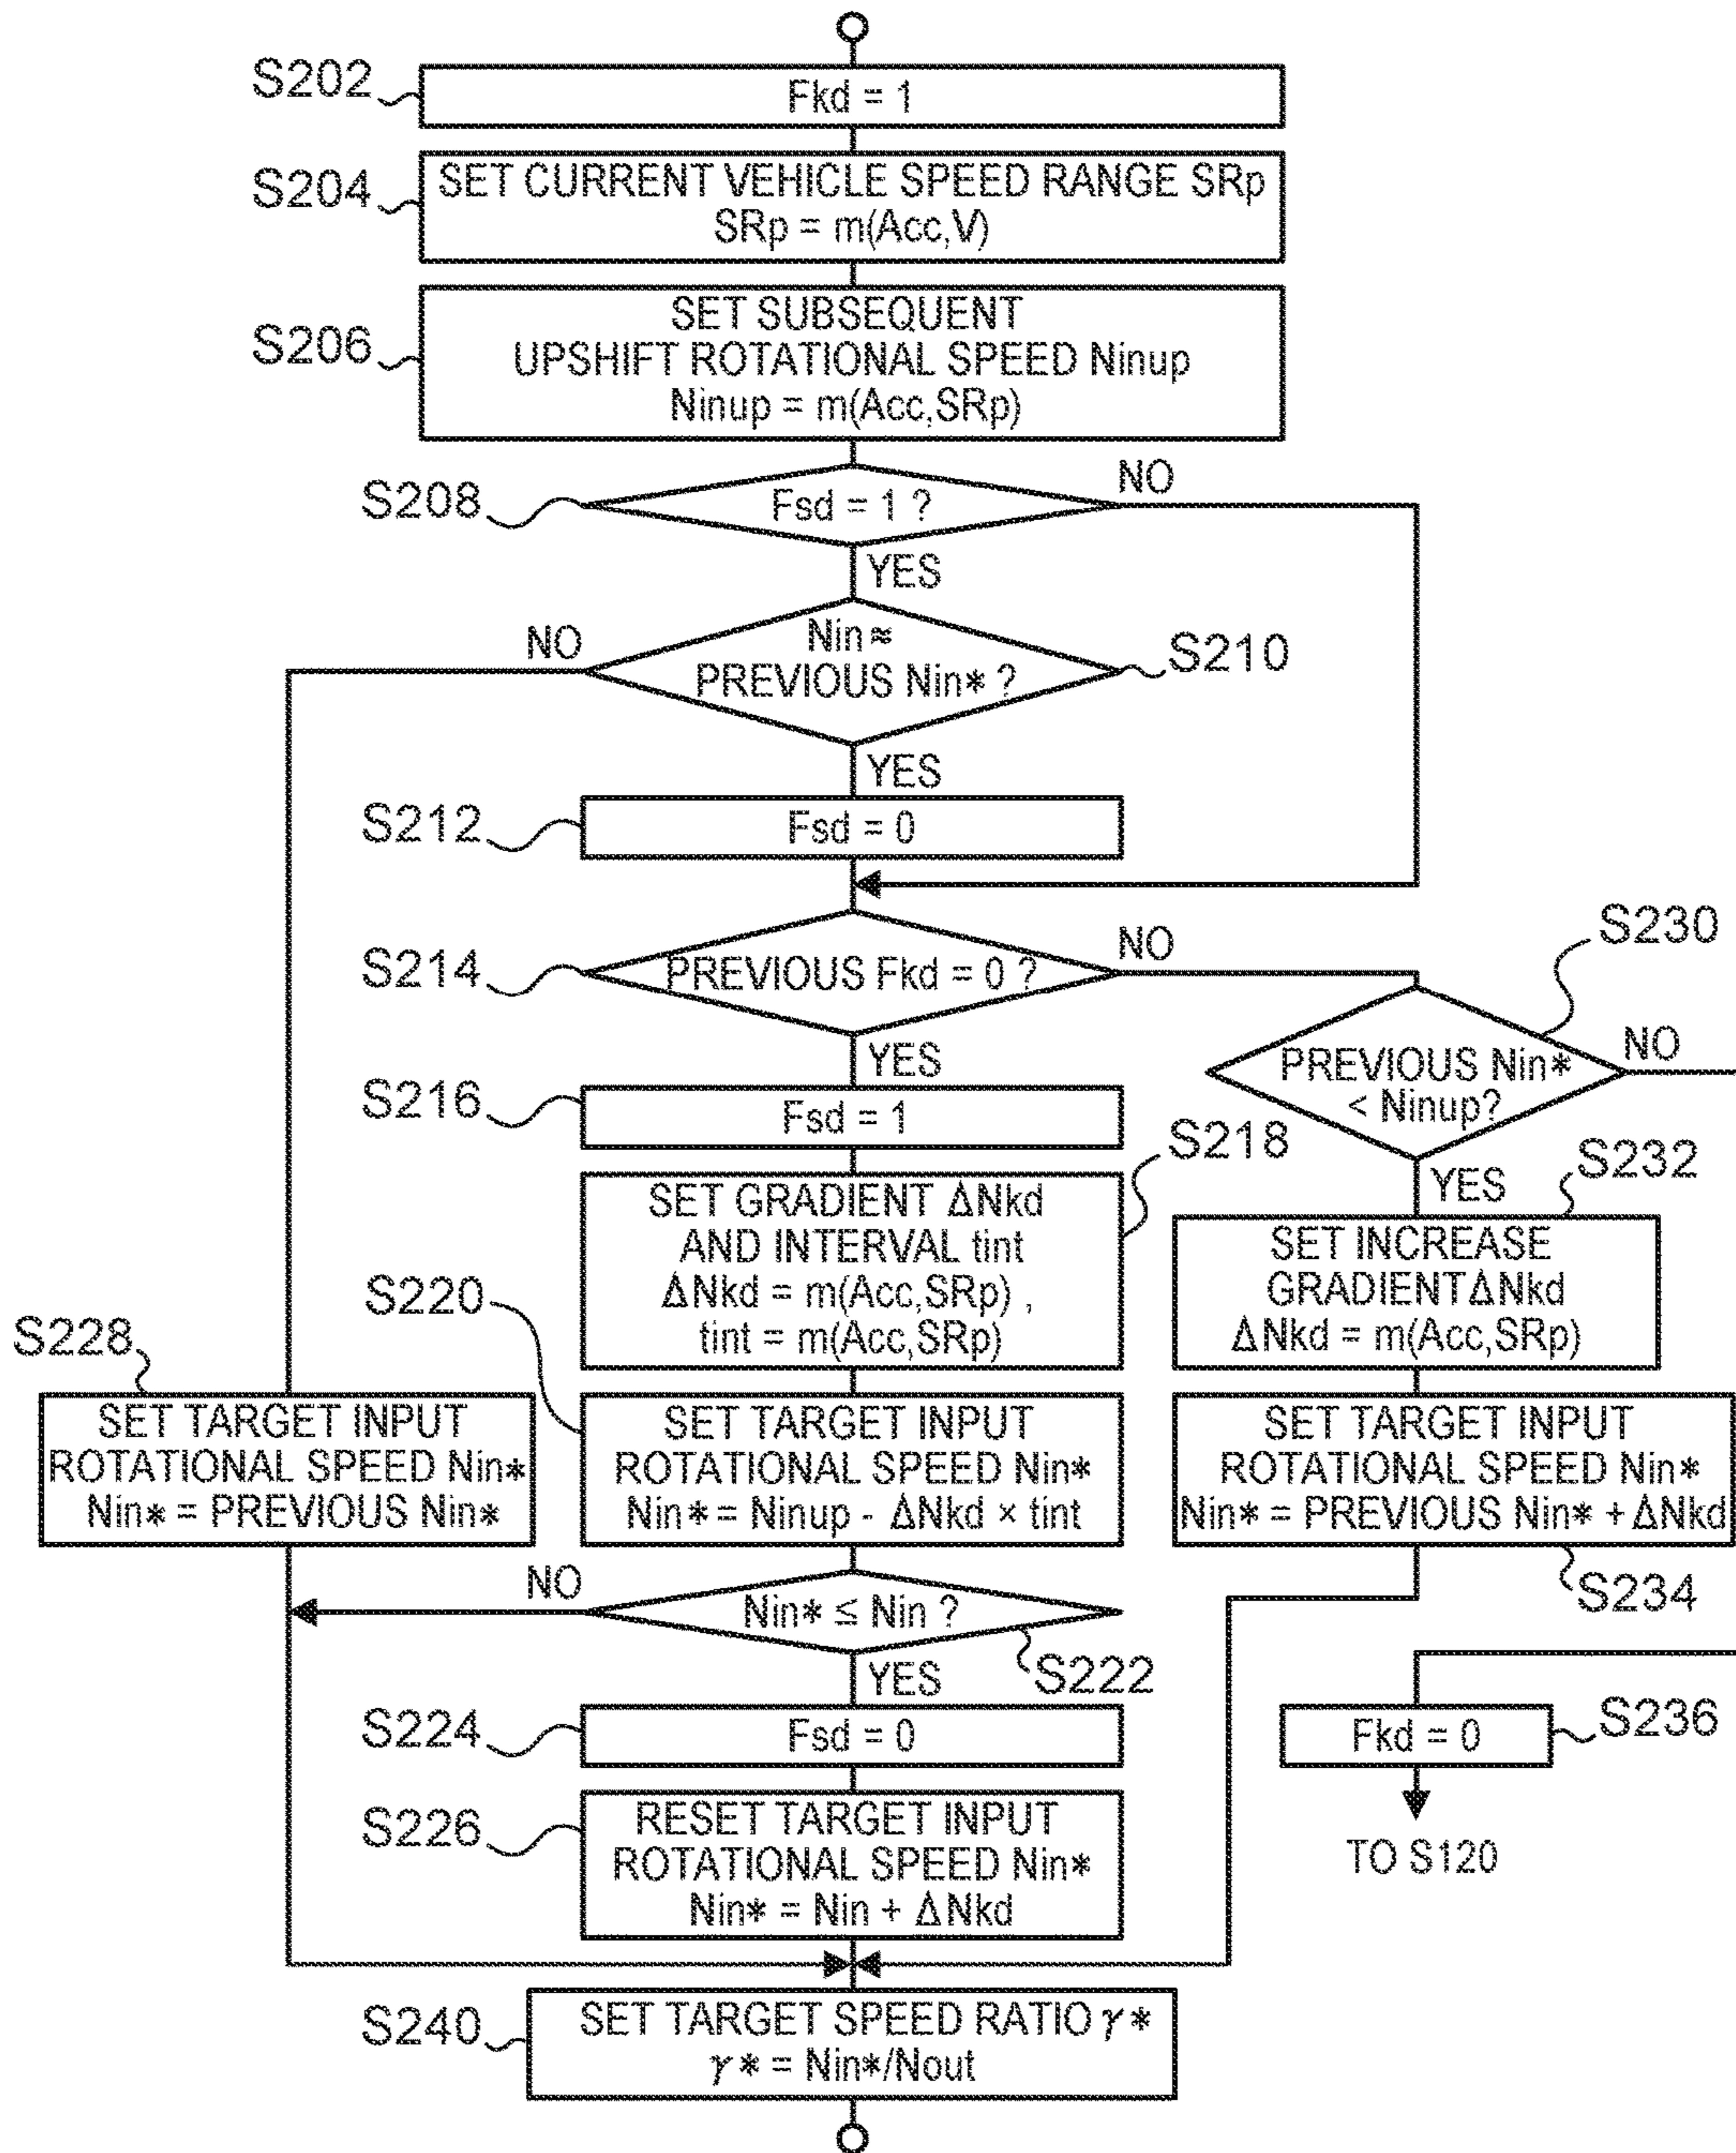 S202
Fkd = 1
S204
SET CURRENT VEHICLE SPEED RANGE SRp
SRp = m(Acc,V)
S206
SET SUBSEQUENT
UPSHIFT ROTATIONAL SPEED Ninup
Ninup = m(Acc,SRp)
S208
Fsd = 1 ?
NO
YES
NO
Nin ≈
PREVIOUS Nin* ?
S210
YES
S212
Fsd = 0
S214
PREVIOUS Fkd = 0 ?
NO
S230
YES
PREVIOUS Nin*
< Ninup?
NO
S216
Fsd = 1
YES
S218
SET GRADIENT ΔNkd
AND INTERVAL tint
ΔNkd = m(Acc,SRp) ,
tint = m(Acc,SRp)
S232
SET INCREASE
GRADIENT ΔNkd
ΔNkd = m(Acc,SRp)
S228
SET TARGET INPUT
ROTATIONAL SPEED Nin*
Nin* = PREVIOUS Nin*
S220
SET TARGET INPUT
ROTATIONAL SPEED Nin*
Nin* = Ninup - ΔNkd × tint
SET TARGET INPUT
ROTATIONAL SPEED Nin*
Nin* = PREVIOUS Nin* + ΔNkd
S234
NO
Nin* ≤ Nin ?
S222
YES
S224
Fsd = 0
Fkd = 0
S236
TO S120
S226
RESET TARGET INPUT
ROTATIONAL SPEED Nin*
Nin* = Nin + ΔNkd
S240
SET TARGET SPEED RATIO γ*
γ* = Nin*/Nout